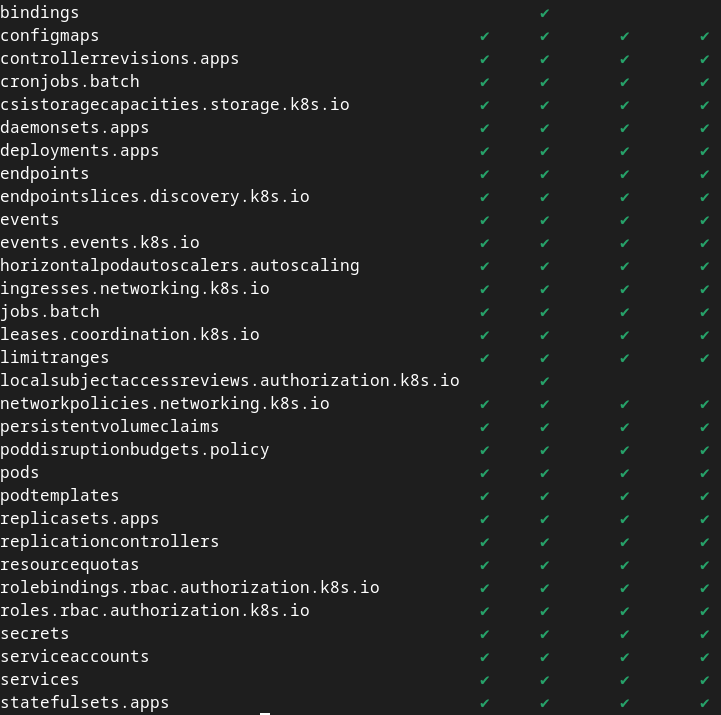 bindings ✔
configmaps ✔ ✔ ✔ ✔
controllerrevisions.apps ✔ ✔ ✔ ✔
cronjobs.batch ✔ ✔ ✔ ✔
csistoragecapacities.storage.k8s.io ✔ ✔ ✔ ✔
daemonsets.apps ✔ ✔ ✔ ✔
deployments.apps ✔ ✔ ✔ ✔
endpoints ✔ ✔ ✔ ✔
endpointslices.discovery.k8s.io ✔ ✔ ✔ ✔
events ✔ ✔ ✔ ✔
events.events.k8s.io ✔ ✔ ✔ ✔
horizontalpodautoscalers.autoscaling ✔ ✔ ✔ ✔
ingresses.networking.k8s.io ✔ ✔ ✔ ✔
jobs.batch ✔ ✔ ✔ ✔
leases.coordination.k8s.io ✔ ✔ ✔ ✔
limitranges ✔ ✔ ✔ ✔
localsubjectaccessreviews.authorization.k8s.io ✔
networkpolicies.networking.k8s.io ✔ ✔ ✔ ✔
persistentvolumeclaims ✔ ✔ ✔ ✔
poddisruptionbudgets.policy ✔ ✔ ✔ ✔
pods ✔ ✔ ✔ ✔
podtemplates ✔ ✔ ✔ ✔
replicasets.apps ✔ ✔ ✔ ✔
replicationcontrollers ✔ ✔ ✔ ✔
resourcequotas ✔ ✔ ✔ ✔
rolebindings.rbac.authorization.k8s.io ✔ ✔ ✔ ✔
roles.rbac.authorization.k8s.io ✔ ✔ ✔ ✔
secrets ✔ ✔ ✔ ✔
serviceaccounts ✔ ✔ ✔ ✔
services ✔ ✔ ✔ ✔
statefulsets.apps ✔ ✔ ✔ ✔